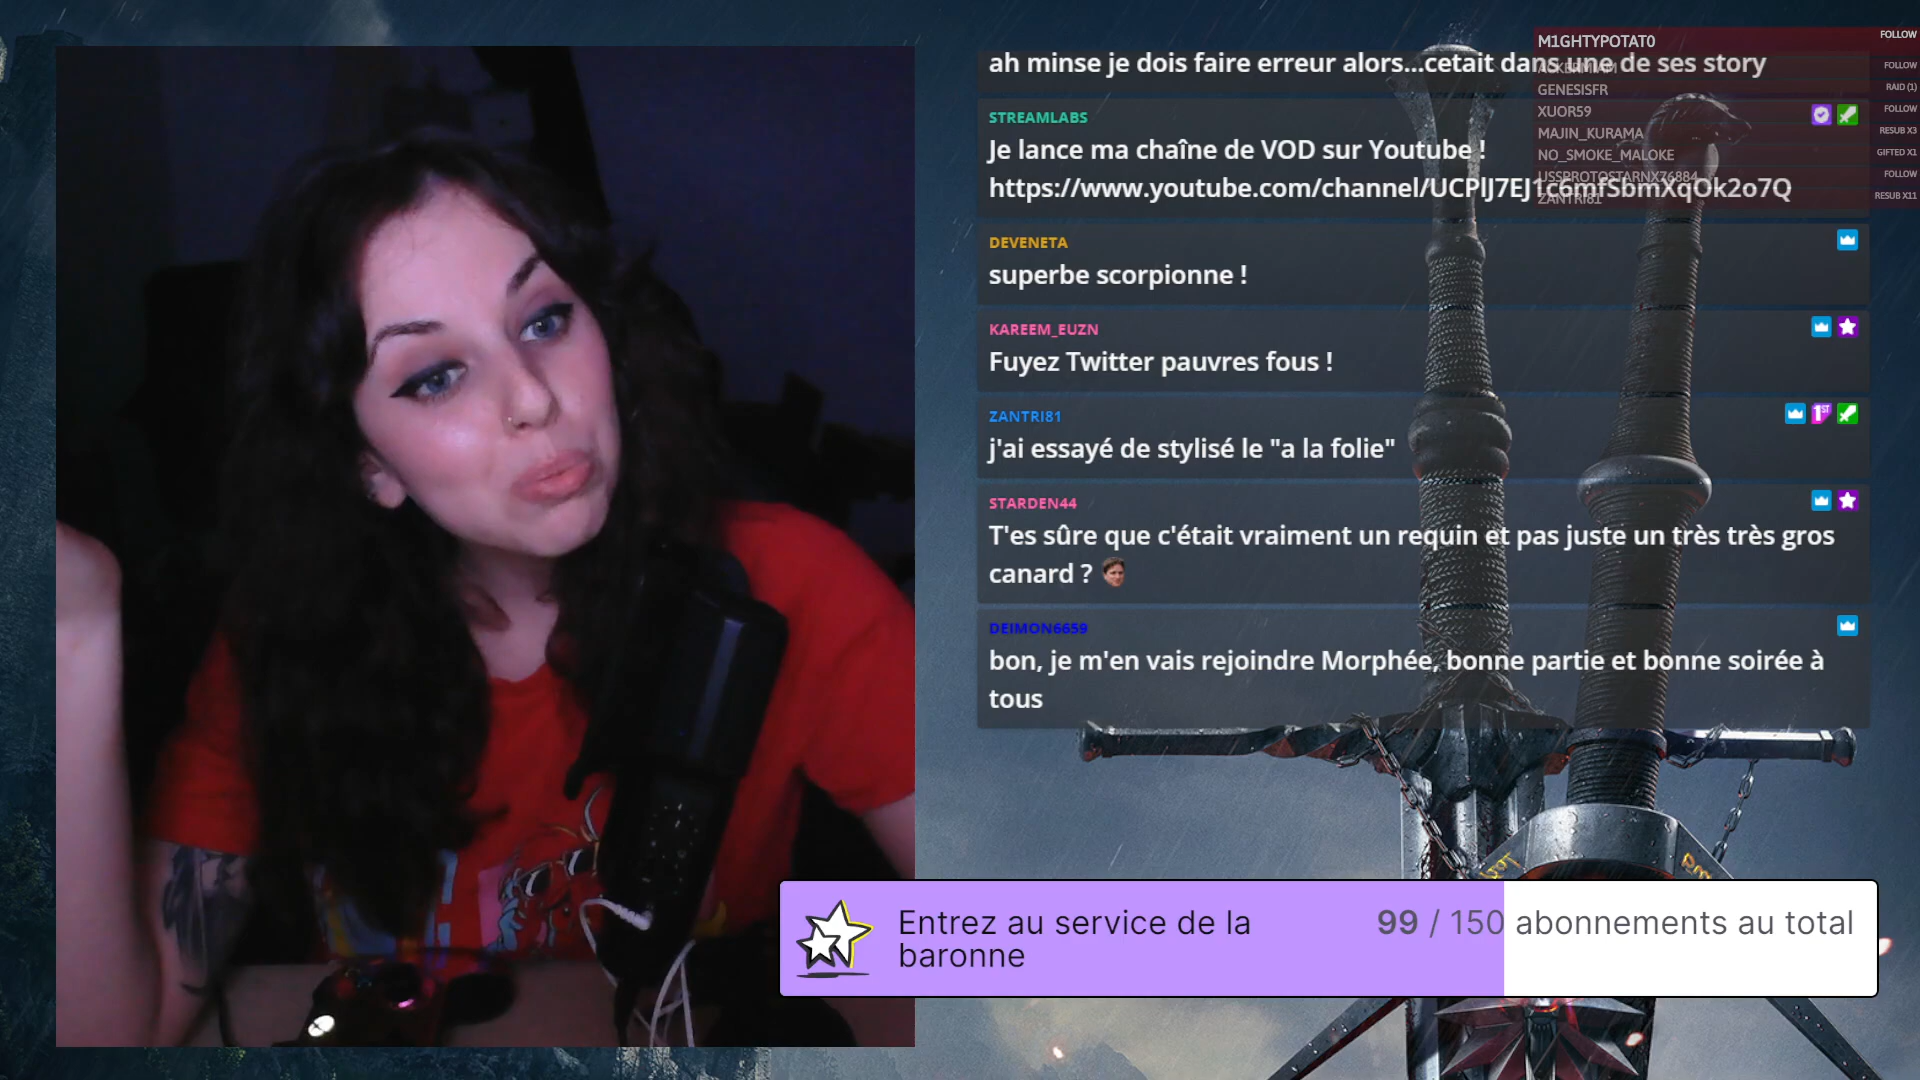 ah minse je dois faire erreur alors...cetait dans une de ses story
STREAMLABS
Je lance ma chaîne de VOD sur Youtube !
https://www.youtube.com/channel/UCPlJ7EJ1c6mfSbmXqOk2o7Q
DEVENETA
superbe scorpionne !
KAREEM_EUZN
Fuyez Twitter pauvres fous !
ZANTRI81
1ST
j'ai essayé de stylisé le "a la folie"
STARDEN44
T'es sûre que c'était vraiment un requin et pas juste un très très gros
canard ?
DEIMON6659
bon, je m'en vais rejoindre Morphée, bonne partie et bonne soirée à
tous
M1GHTYPOTAT0 FOLLOW
FOLLOW
GENESISFR RAID (1)
XUOR59 FOLLOW
MAJIN_KURAMA RESUB X3
NO_SMOKE_MALOKE GIFTED X1
USSPROTOSTARNX76884 FOLLOW
ZANTRI81 RESUB X11
Entrez au service de la
baronne
99 / 150 abonnements au total